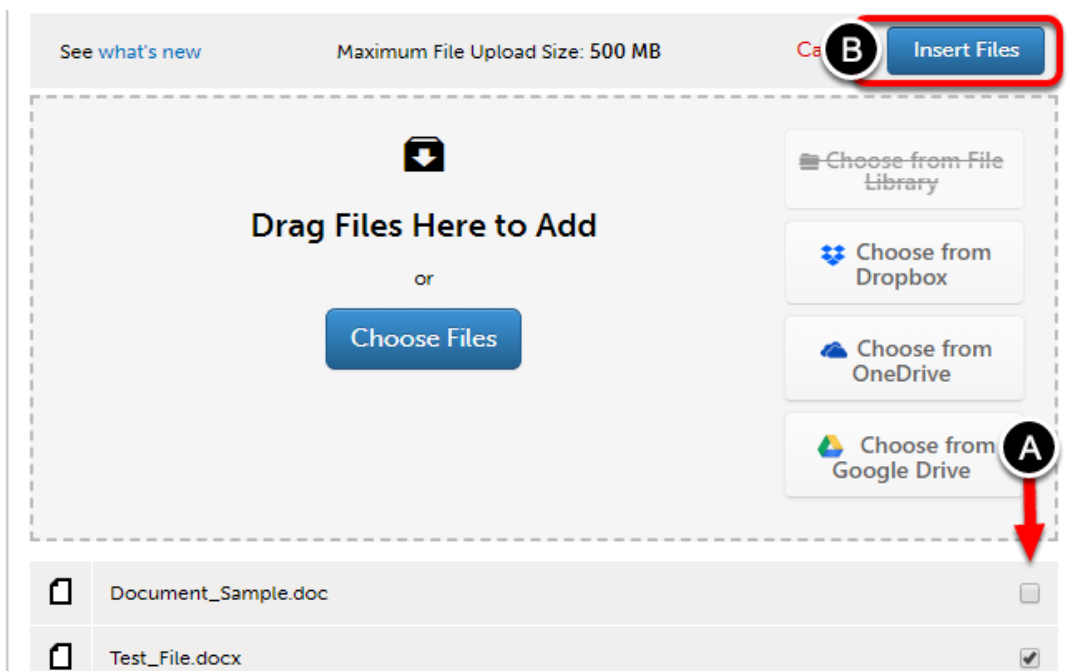 See what's new
Maximum File Upload Size: 500 MB
Ca
B
Insert Files
Choose from File
Library
Drag Files Here to Add
or
Choose Files
Choose from
Dropbox
Choose from
OneDrive
Choose from
Google Drive
A
Document_Sample.doc
Test_File.docx